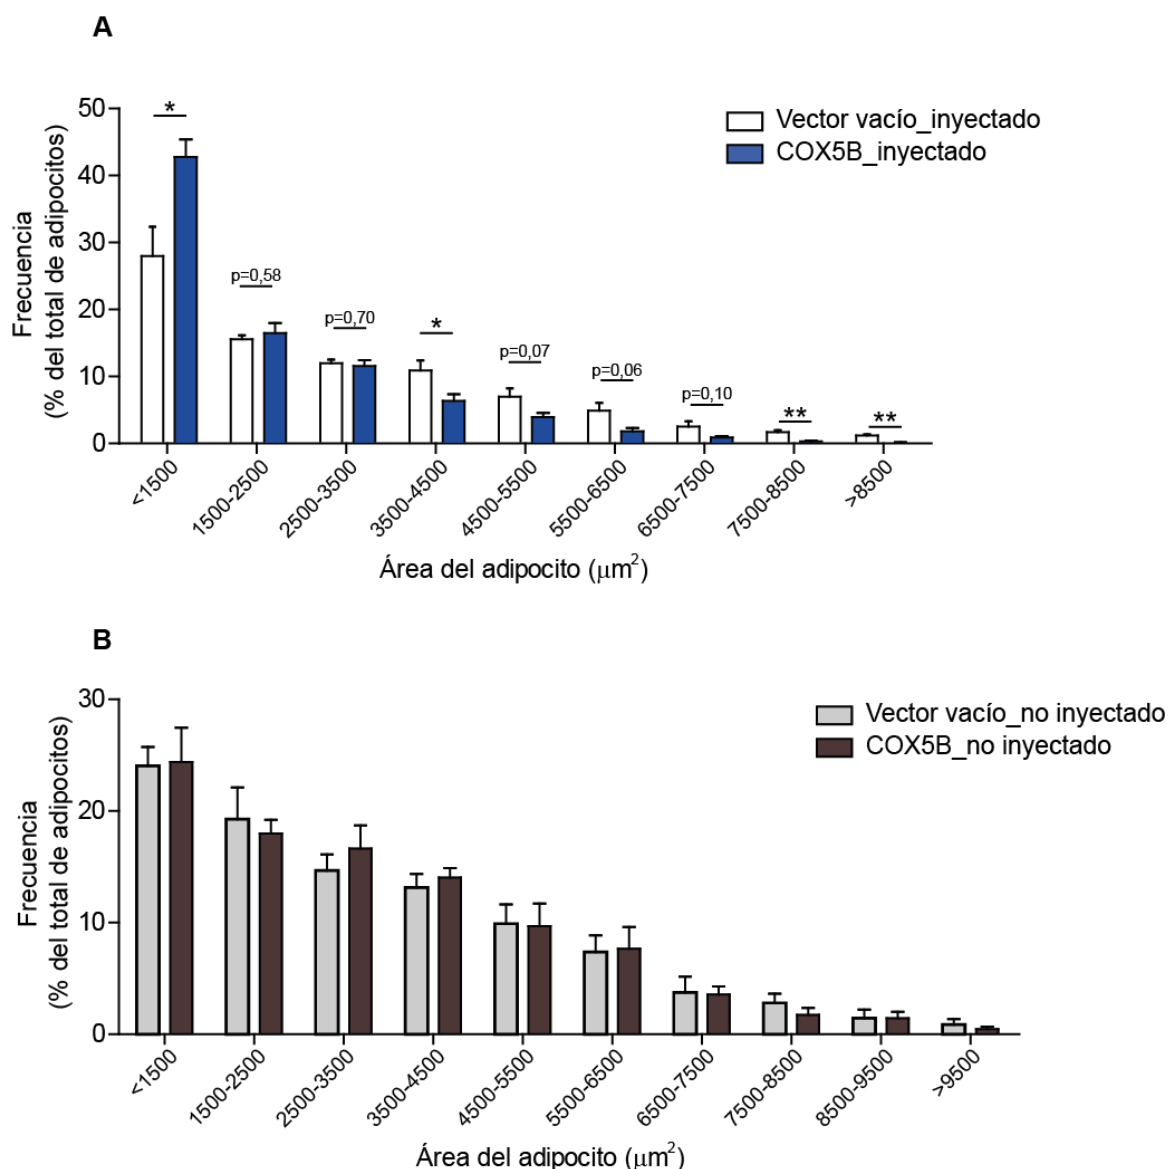 A
Frecuencia
(% del total de adipocitos)
50
40
30
20
10
0
*
p=0,58
p=0,70
*
p=0,07
p=0,06
p=0,10
**
**
Vector vacío_inyectado
COX5B_inyectado
<1500
1500-2500
2500-3500
3500-4500
4500-5500
5500-6500
6500-7500
7500-8500
>8500
Área del adipocito (μm²)
B
Frecuencia
(% del total de adipocitos)
30
20
10
0
Vector vacío_no inyectado
COX5B_no inyectado
<1500
1500-2500
2500-3500
3500-4500
4500-5500
5500-6500
6500-7500
7500-8500
8500-9500
>9500
Área del adipocito (μm²)